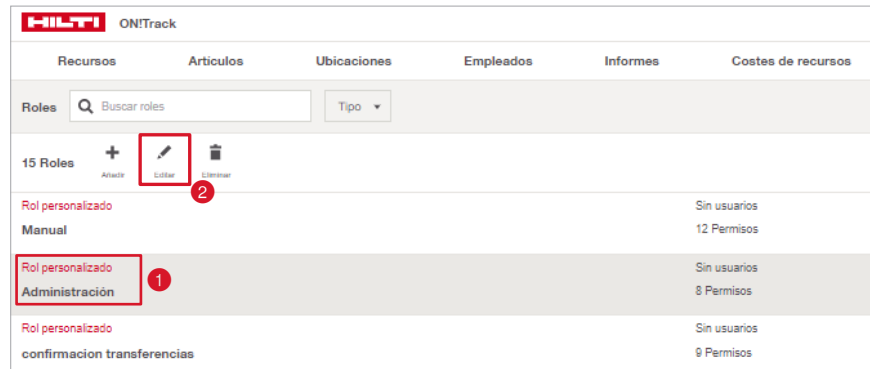 HILTI ON!Track
Recursos Artículos Ubicaciones Empleados Informes Costes de recursos
Roles Buscar roles Tipo
15 Roles
Añadir Editar Eliminar
2
Rol personalizado Sin usuarios
Manual 12 Permisos
Rol personalizado Sin usuarios
1
Administración 8 Permisos
Rol personalizado Sin usuarios
confirmacion transferencias 9 Permisos